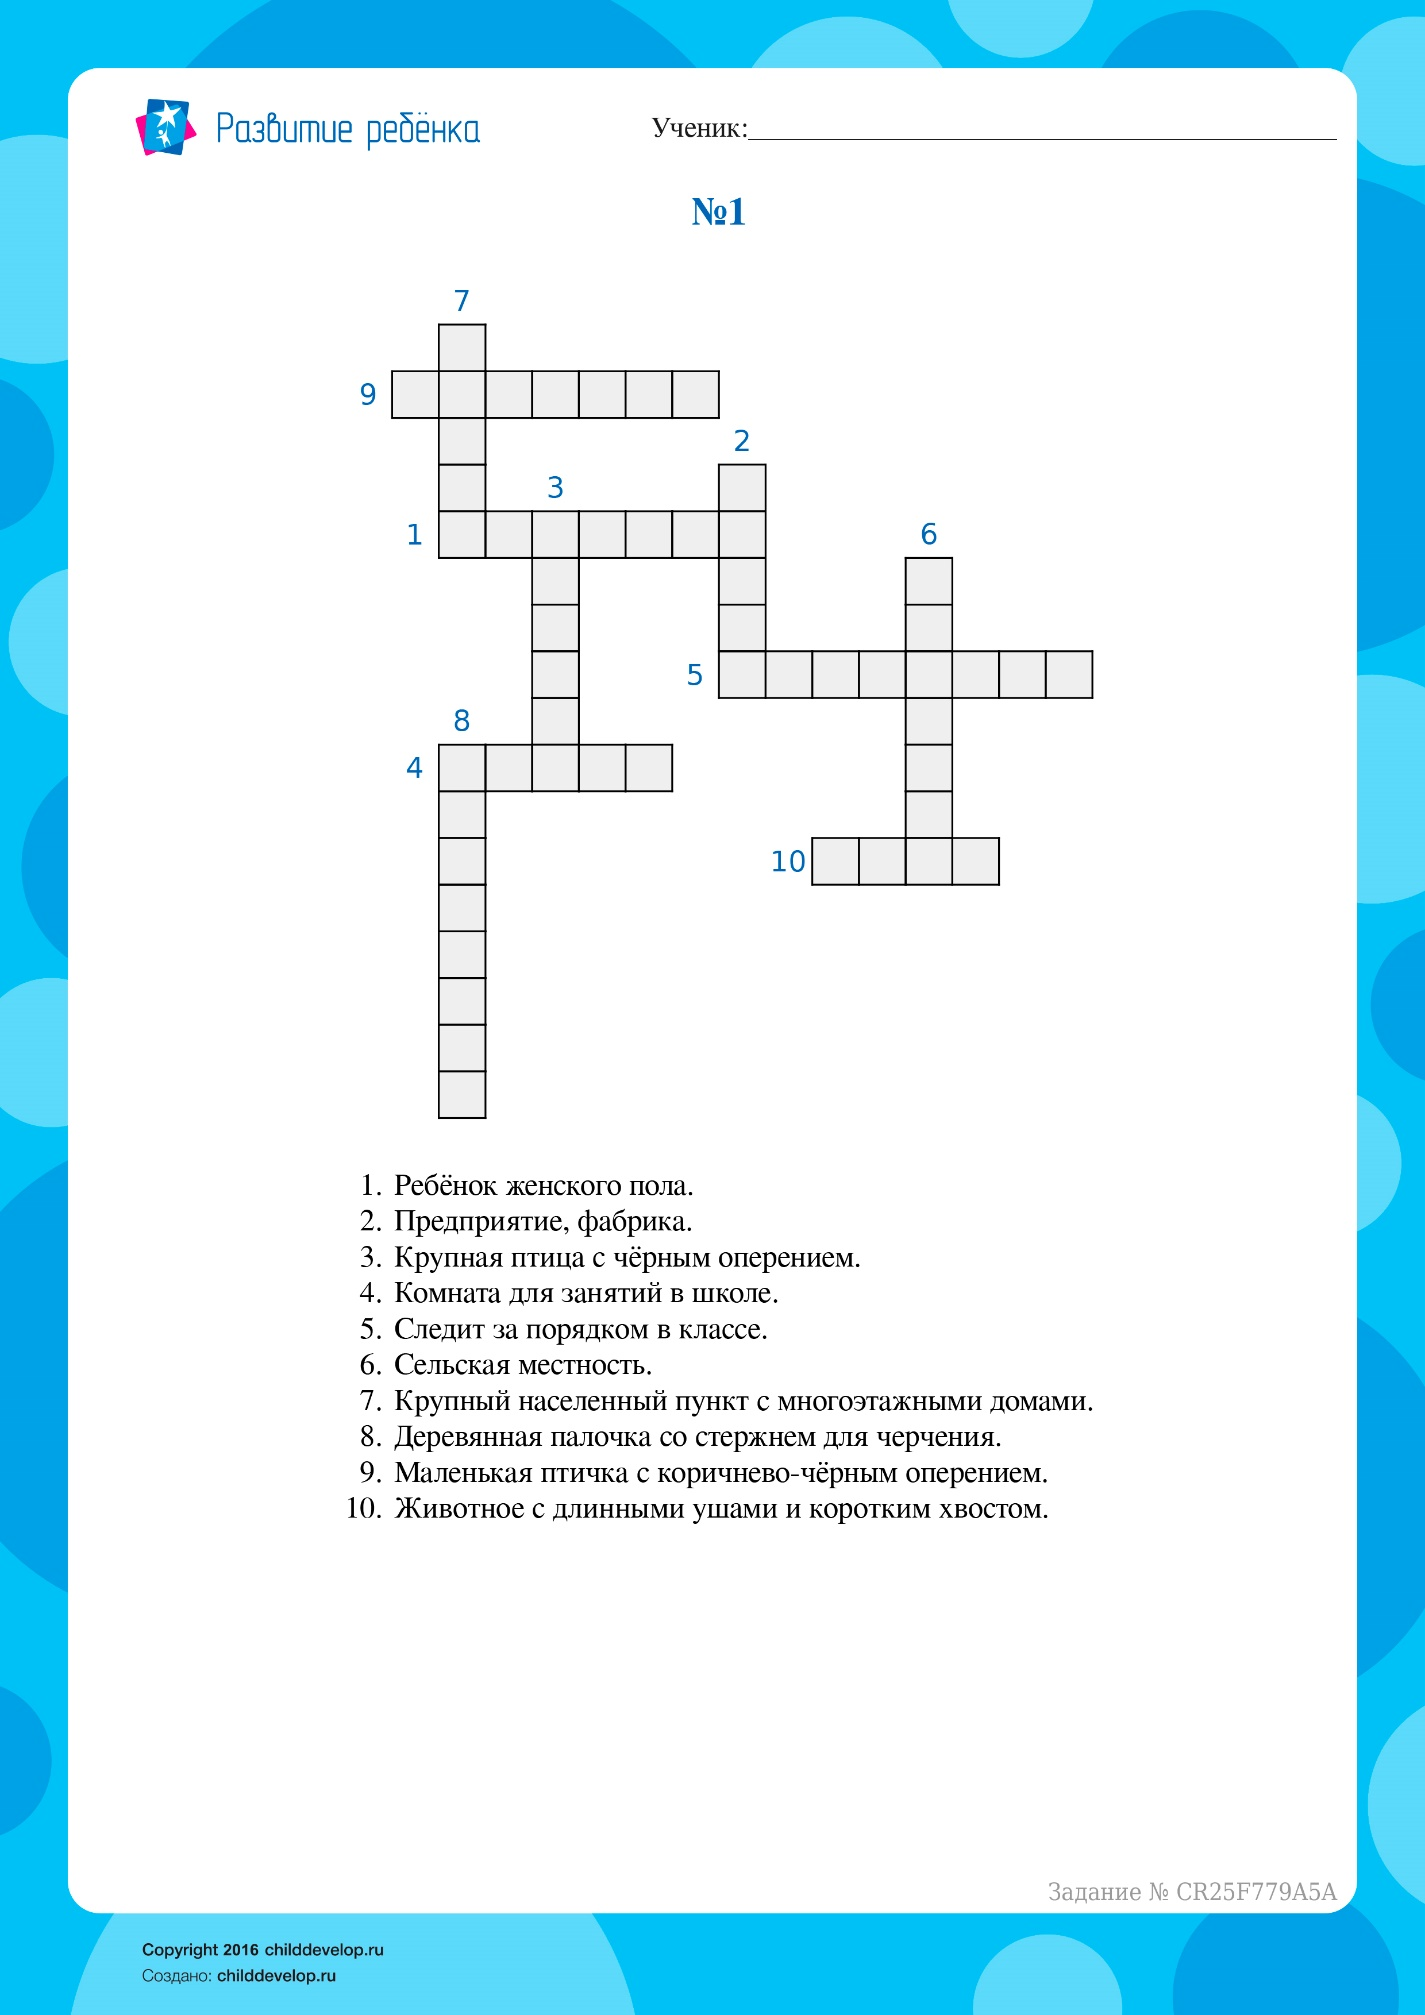 Развитие ребёнка
Ученик:
№1
7
9
2
3
1
6
5
8
4
10
1. Ребёнок женского пола.
2. Предприятие, фабрика.
3. Крупная птица с чёрным оперением.
4. Комната для занятий в школе.
5. Следит за порядком в классе.
6. Сельская местность.
7. Крупный населенный пункт с многоэтажными домами.
8. Деревянная палочка со стержнем для черчения.
9. Маленькая птичка с коричнево-чёрным оперением.
10. Животное с длинными ушами и коротким хвостом.
Задание № CR25F779A5A
Copyright 2016 childdevelop.ru
Создано: childdevelop.ru